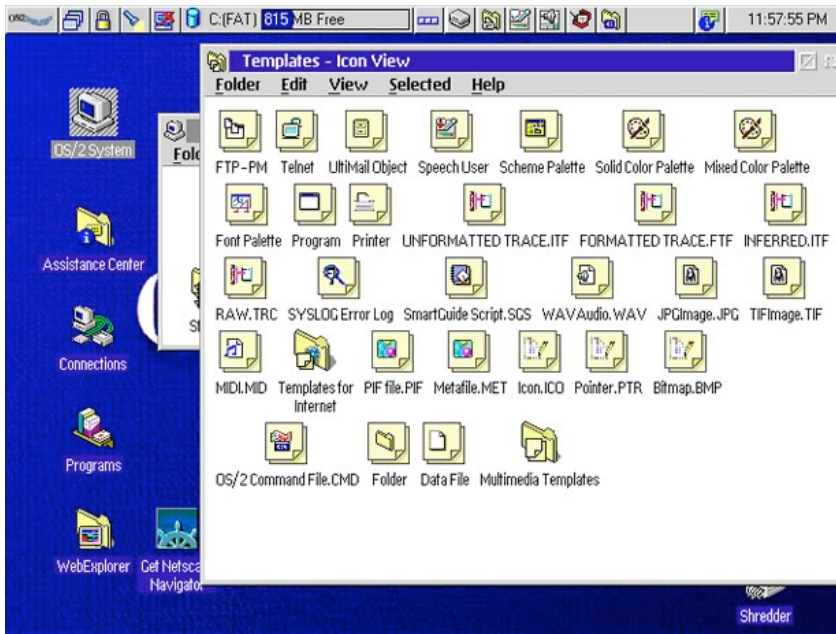 OS/2 Warp
C:(FAT) 815 MB Free
11:57:55 PM
Templates - Icon View
Folder Edit View Selected Help
OS/2 System
FTP-PM Telnet UltiMail Object Speech User Scheme Palette Solid Color Palette Mixed Color Palette
Font Palette Program Printer UNFORMATTED TRACE.ITF FORMATTED TRACE.FTF INFERRED.ITF
Assistance Center
RAW.TRC SYSLOG Error Log SmartGuide Script.SGS WAVAudio.WAV JPGImage.JPG TIFImage.TIF
Connections
MIDI.MID Templates for Internet PIF file.PIF Metafile.MET Icon.ICO Pointer.PTR Bitmap.BMP
Programs
OS/2 Command File.CMD Folder Data File Multimedia Templates
WebExplorer
Get Netsca
Navigator
Shredder